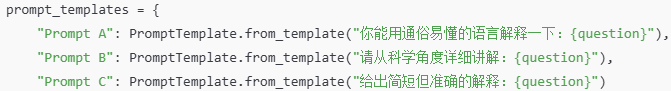 prompt_templates = {
    "Prompt A": PromptTemplate.from_template("你能用通俗易懂的语言解释一下：{question}"),
    "Prompt B": PromptTemplate.from_template("请从科学角度详细讲解：{question}"),
    "Prompt C": PromptTemplate.from_template("给出简短但准确的解释：{question}")